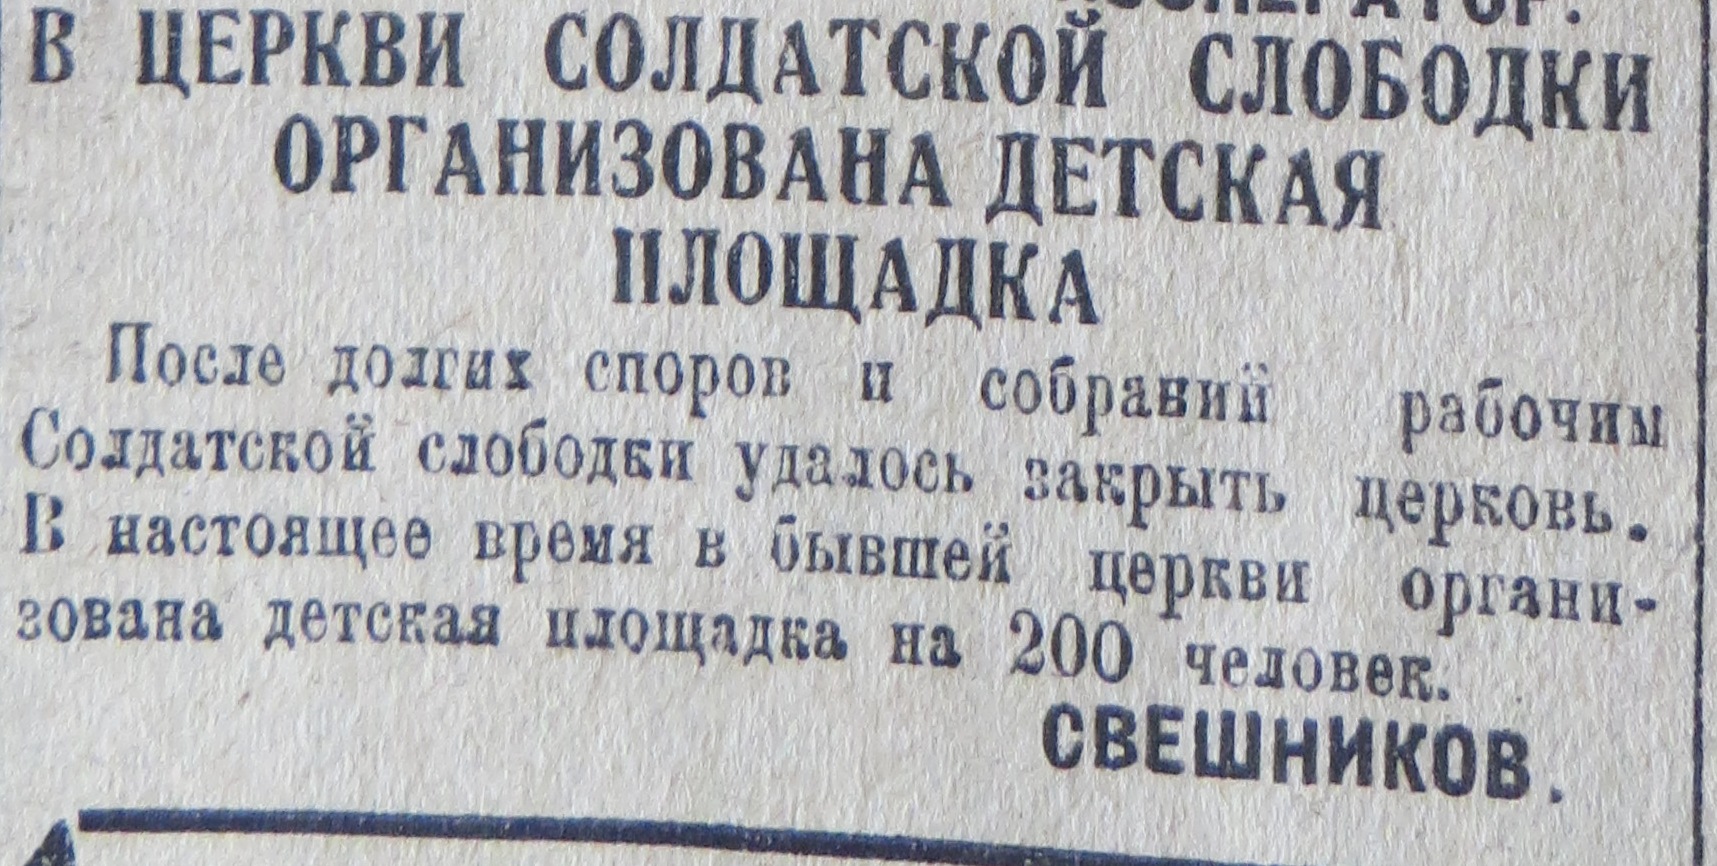 В ЦЕРКВИ СОЛДАТСКОЙ СЛОБОДКИ
ОРГАНИЗОВАНА ДЕТСКАЯ
ПЛОЩАДКА
После долгих споров и собраний рабочим
Солдатской слободки удалось закрыть церковь.
В настоящее время в бывшей церкви органи-
зована детская площадка на 200 человек.
СВЕШНИКОВ.